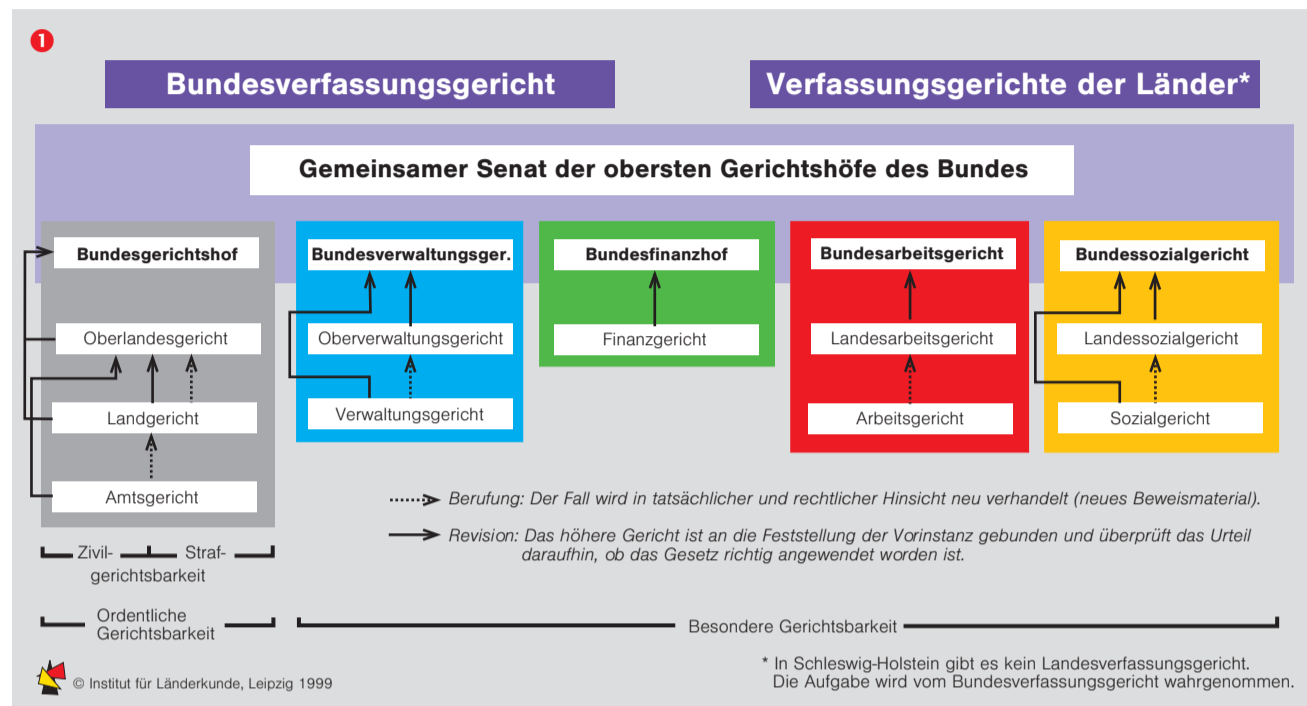 1
Bundesverfassungsgericht
Verfassungsgerichte der Länder*
Gemeinsamer Senat der obersten Gerichtshöfe des Bundes
Bundesgerichtshof
Oberlandesgericht
Landgericht
Amtsgericht
Bundesverwaltungsger.
Oberverwaltungsgericht
Verwaltungsgericht
Bundesfinanzhof
Finanzgericht
Bundesarbeitsgericht
Landesarbeitsgericht
Arbeitsgericht
Bundessozialgericht
Landessozialgericht
Sozialgericht
Berufung: Der Fall wird in tatsächlicher und rechtlicher Hinsicht neu verhandelt (neues Beweismaterial).
Revision: Das höhere Gericht ist an die Feststellung der Vorinstanz gebunden und überprüft das Urteil
daraufhin, ob das Gesetz richtig angewendet worden ist.
Zivil- Straf-
gerichtsbarkeit
Ordentliche
Gerichtsbarkeit
Besondere Gerichtsbarkeit
* In Schleswig-Holstein gibt es kein Landesverfassungsgericht.
Die Aufgabe wird vom Bundesverfassungsgericht wahrgenommen.
© Institut für Länderkunde, Leipzig 1999